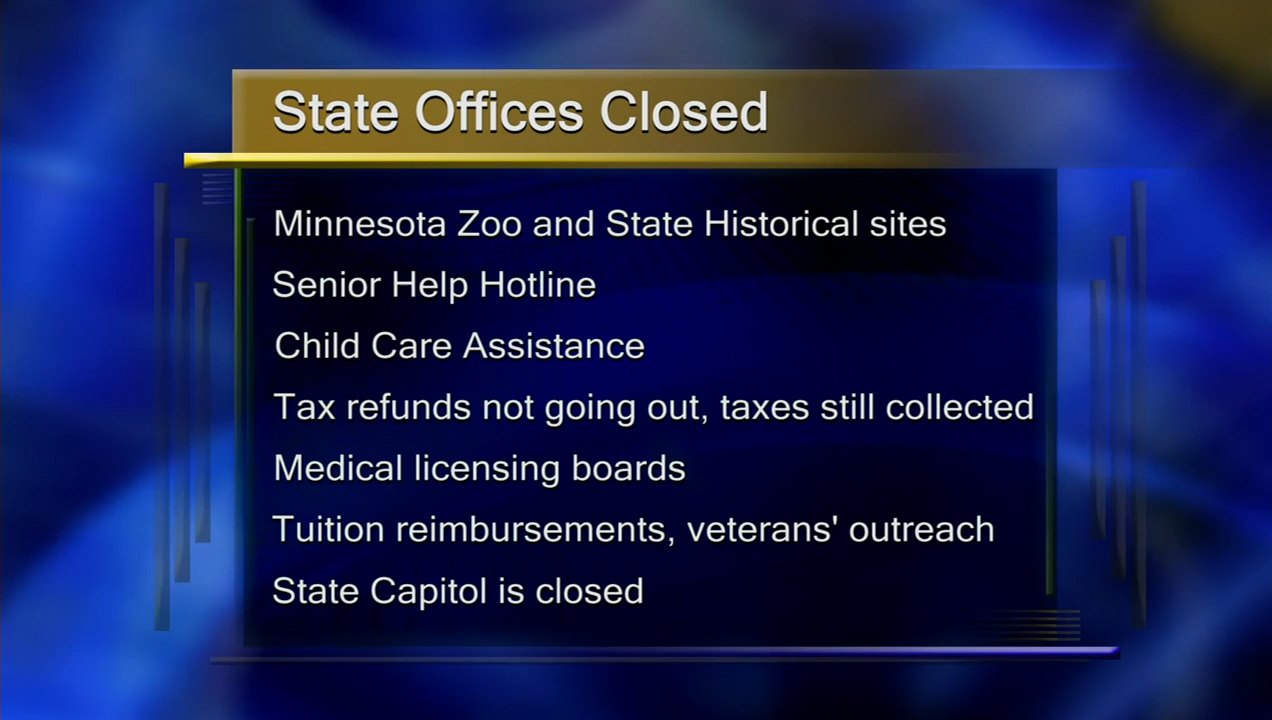 State Offices Closed
Minnesota Zoo and State Historical sites
Senior Help Hotline
Child Care Assistance
Tax refunds not going out, taxes still collected
Medical licensing boards
Tuition reimbursements, veterans' outreach
State Capitol is closed